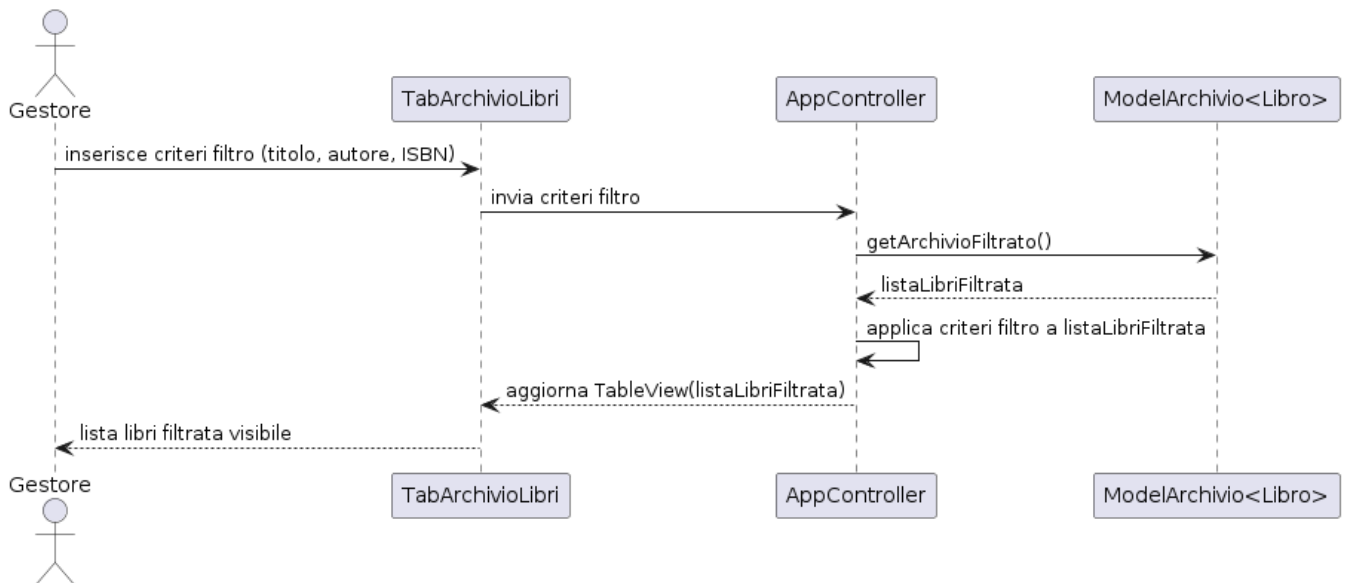 Gestore
TabArchivioLibri
AppController
ModelArchivio<Libro>
inserisce criteri filtro (titolo, autore, ISBN)
invia criteri filtro
getArchivioFiltrato()
listaLibriFiltrata
applica criteri filtro a listaLibriFiltrata
aggiorna TableView(listaLibriFiltrata)
lista libri filtrata visibile
Gestore
TabArchivioLibri
AppController
ModelArchivio<Libro>